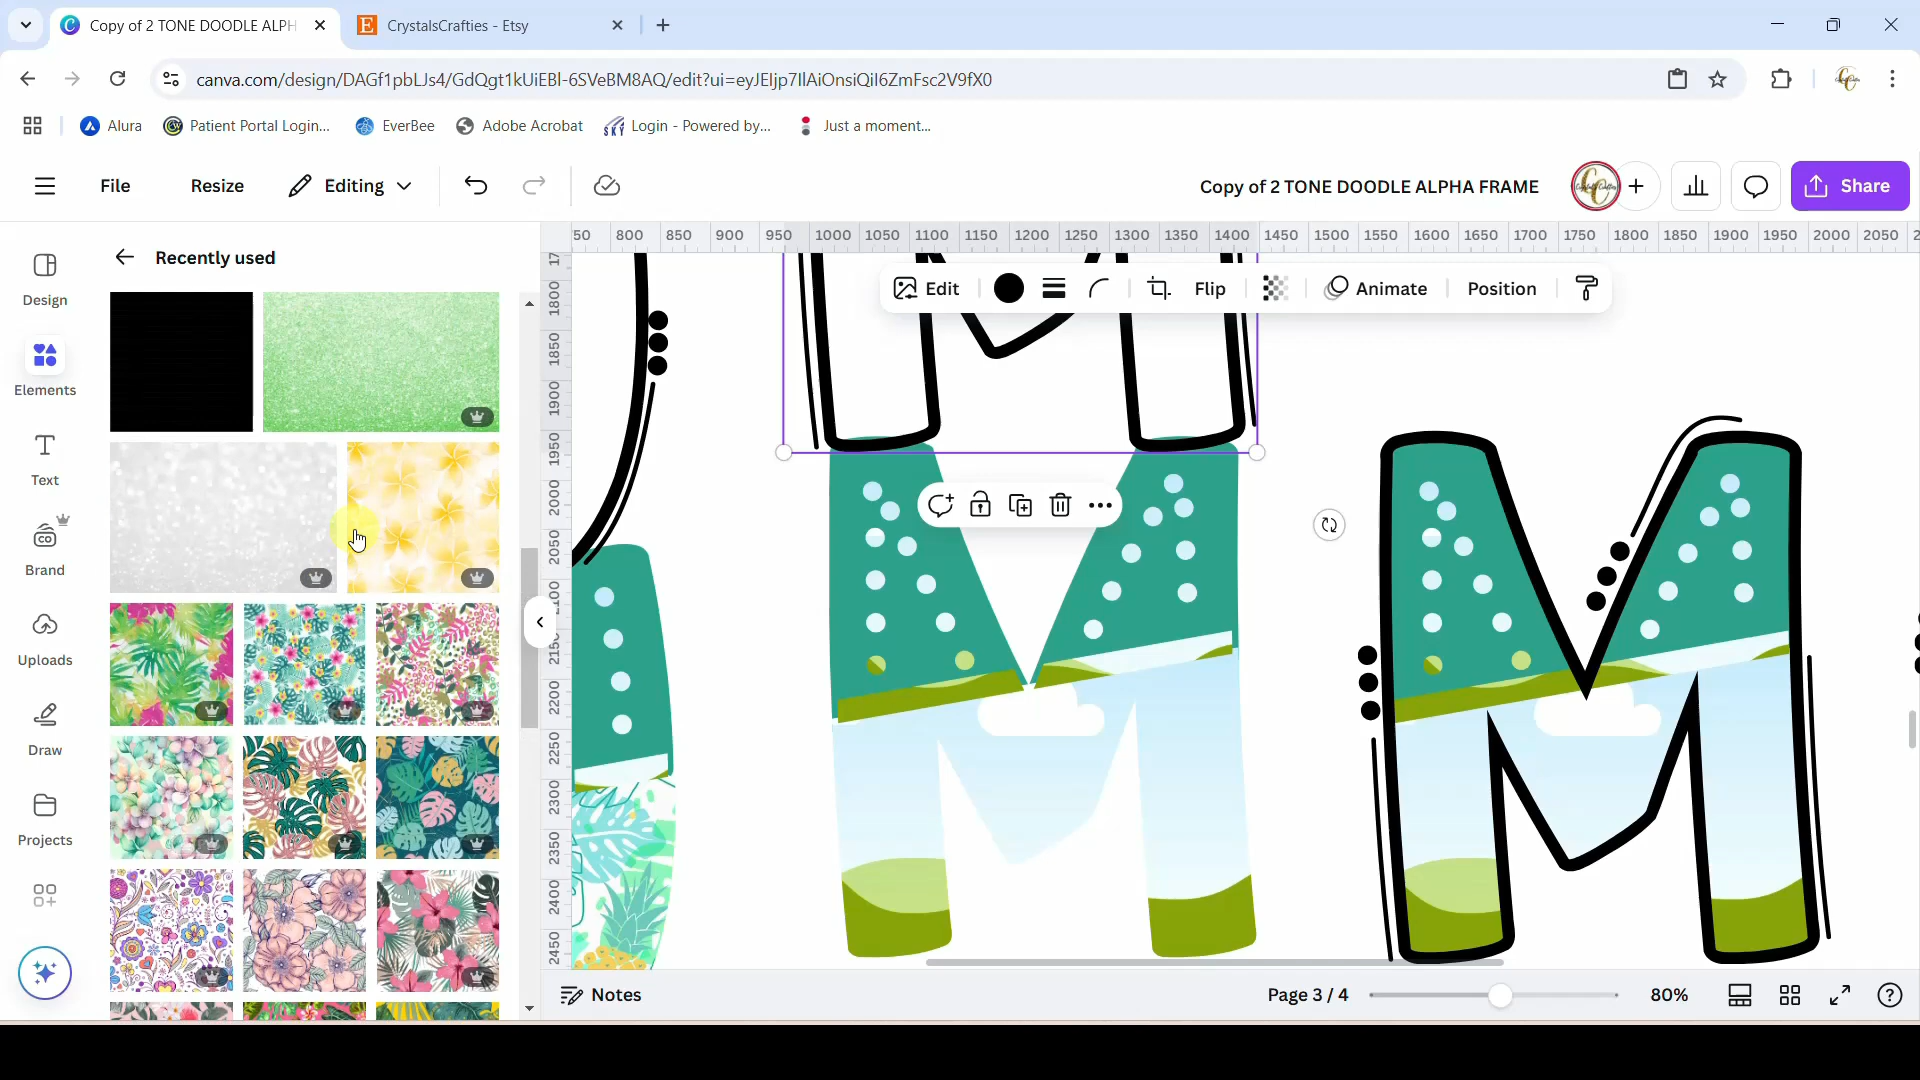 Copy of 2 TONE DOODLE ALPH
CrystalsCrafties - Etsy
canva.com/design/DAGf1pbLJs4/GdQgt1kUiEBl-6SVeBM8AQ/edit?ui=eyJEIjp7IlAiOnsiQiI6ZmFsc2V9fX0
Alura
Patient Portal Login...
EverBee
Adobe Acrobat
Login - Powered by...
Just a moment...
File
Resize
Editing
Copy of 2 TONE DOODLE ALPHA FRAME
Share
Design
Elements
Text
Brand
Uploads
Draw
Projects
Recently used
50 800 850 900 950 1000 1050 1100 1150 1200 1250 1300 1350 1400 1450 1500 1550 1600 1650 1700 1750 1800 1850 1900 1950 2000 2050
1800
1850
1900
1950
2000
2050
2150
2200
2250
2300
2350
2400
2450
Edit
Flip
Animate
Position
Notes
Page 3 / 4
80%